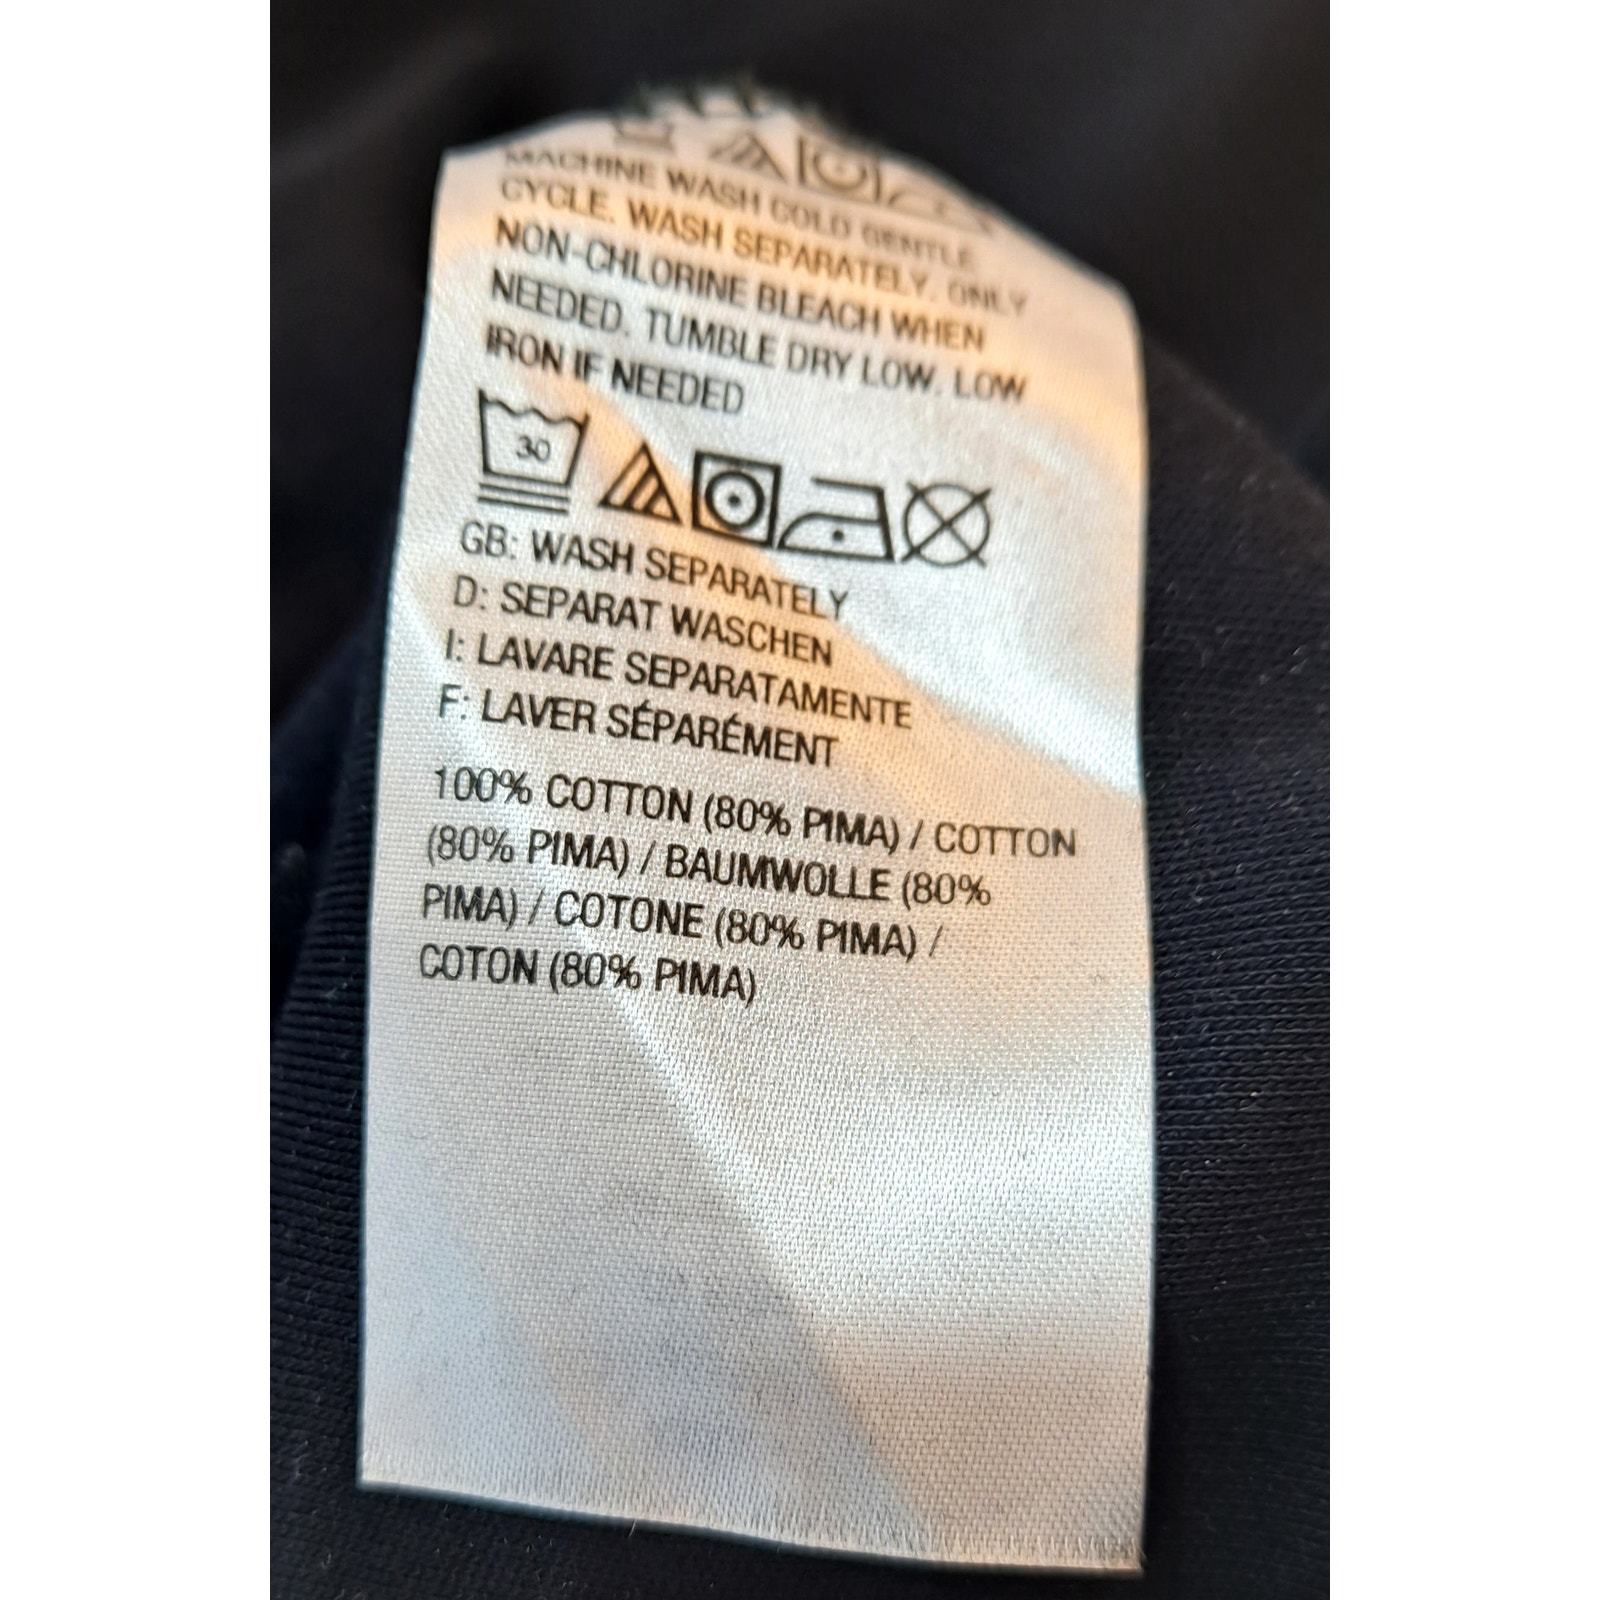 MACHINE WASH COLD GENTLE
CYCLE. WASH SEPARATELY. ONLY
NON-CHLORINE BLEACH WHEN
NEEDED. TUMBLE DRY LOW. LOW
IRON IF NEEDED
30
GB: WASH SEPARATELY
D: SEPARAT WASCHEN
I: LAVARE SEPARATAMENTE
F: LAVER SÉPARÉMENT
100% COTTON (80% PIMA) / COTTON
(80% PIMA) / BAUMWOLLE (80%
PIMA) / COTONE (80% PIMA) /
COTON (80% PIMA)